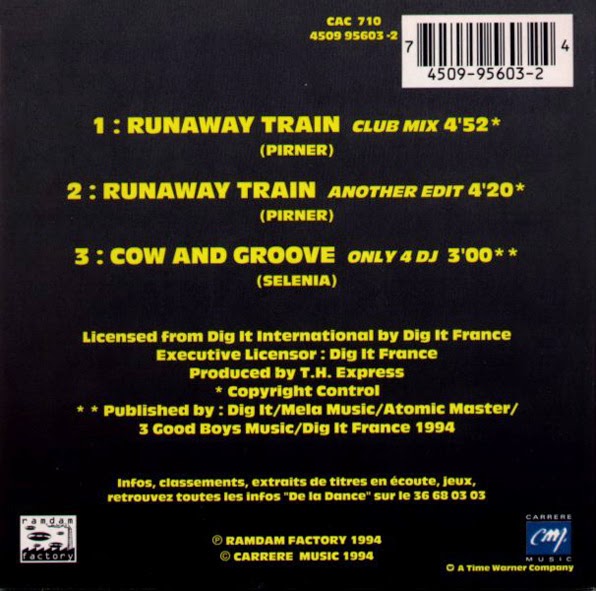 CAC 710
4509 95603 -2
7 4509-95603-2 4
1 : RUNAWAY TRAIN CLUB MIX 4'52*
(PIRNER)
2 : RUNAWAY TRAIN ANOTHER EDIT 4'20*
(PIRNER)
3 : COW AND GROOVE ONLY 4 DJ 3'00**
(SELENIA)
Licensed from Dig It International by Dig It France
Executive Licensor : Dig It France
Produced by T.H. Express
* Copyright Control
* * Published by : Dig It/Mela Music/Atomic Master/
3 Good Boys Music/Dig It France 1994
Infos, classements, extraits de titres en écoute, jeux,
retrouvez toutes les infos "De la Dance" sur le 36 68 03 03
ramdam
factory
℗ RAMDAM FACTORY 1994
© CARRERE MUSIC 1994
CARRERE
CM
MUSIC
A Time Warner Company